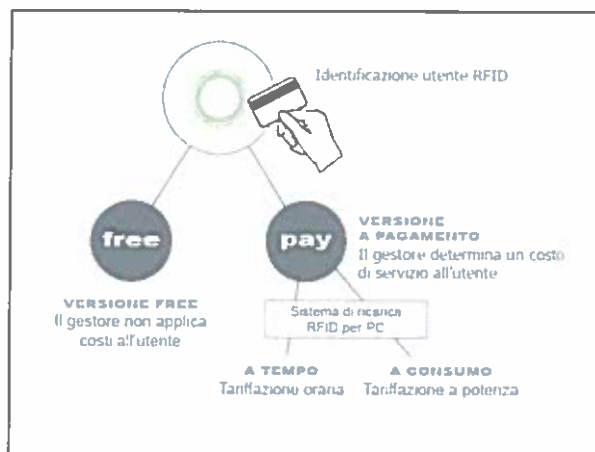 Identificazione utente RFID
free
pay
VERSIONE
A PAGAMENTO
Il gestore determina un costo
di servizio all'utente
VERSIONE FREE
Il gestore non applica
costi all'utente
Sistema di ricarica
RFID per PC
A TEMPO
Tariffazione oraria
A CONSUMO
Tariffazione a potenza